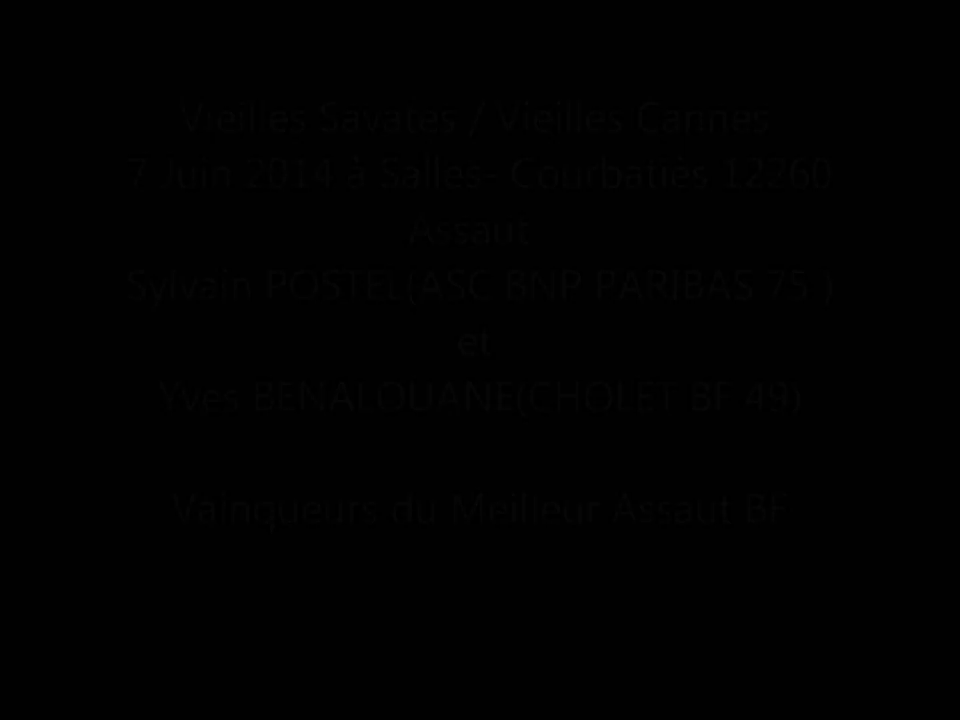 Vieilles Savates / Vieilles Cannes
7 Juin 2014 à Salles- Courbatiès 12260
Assaut
Sylvain POSTEL(ASC BNP PARIBAS 75 )
et
Yves BENALOUANE(CHOLET BF 49)
Vainqueurs du Meilleur Assaut BF